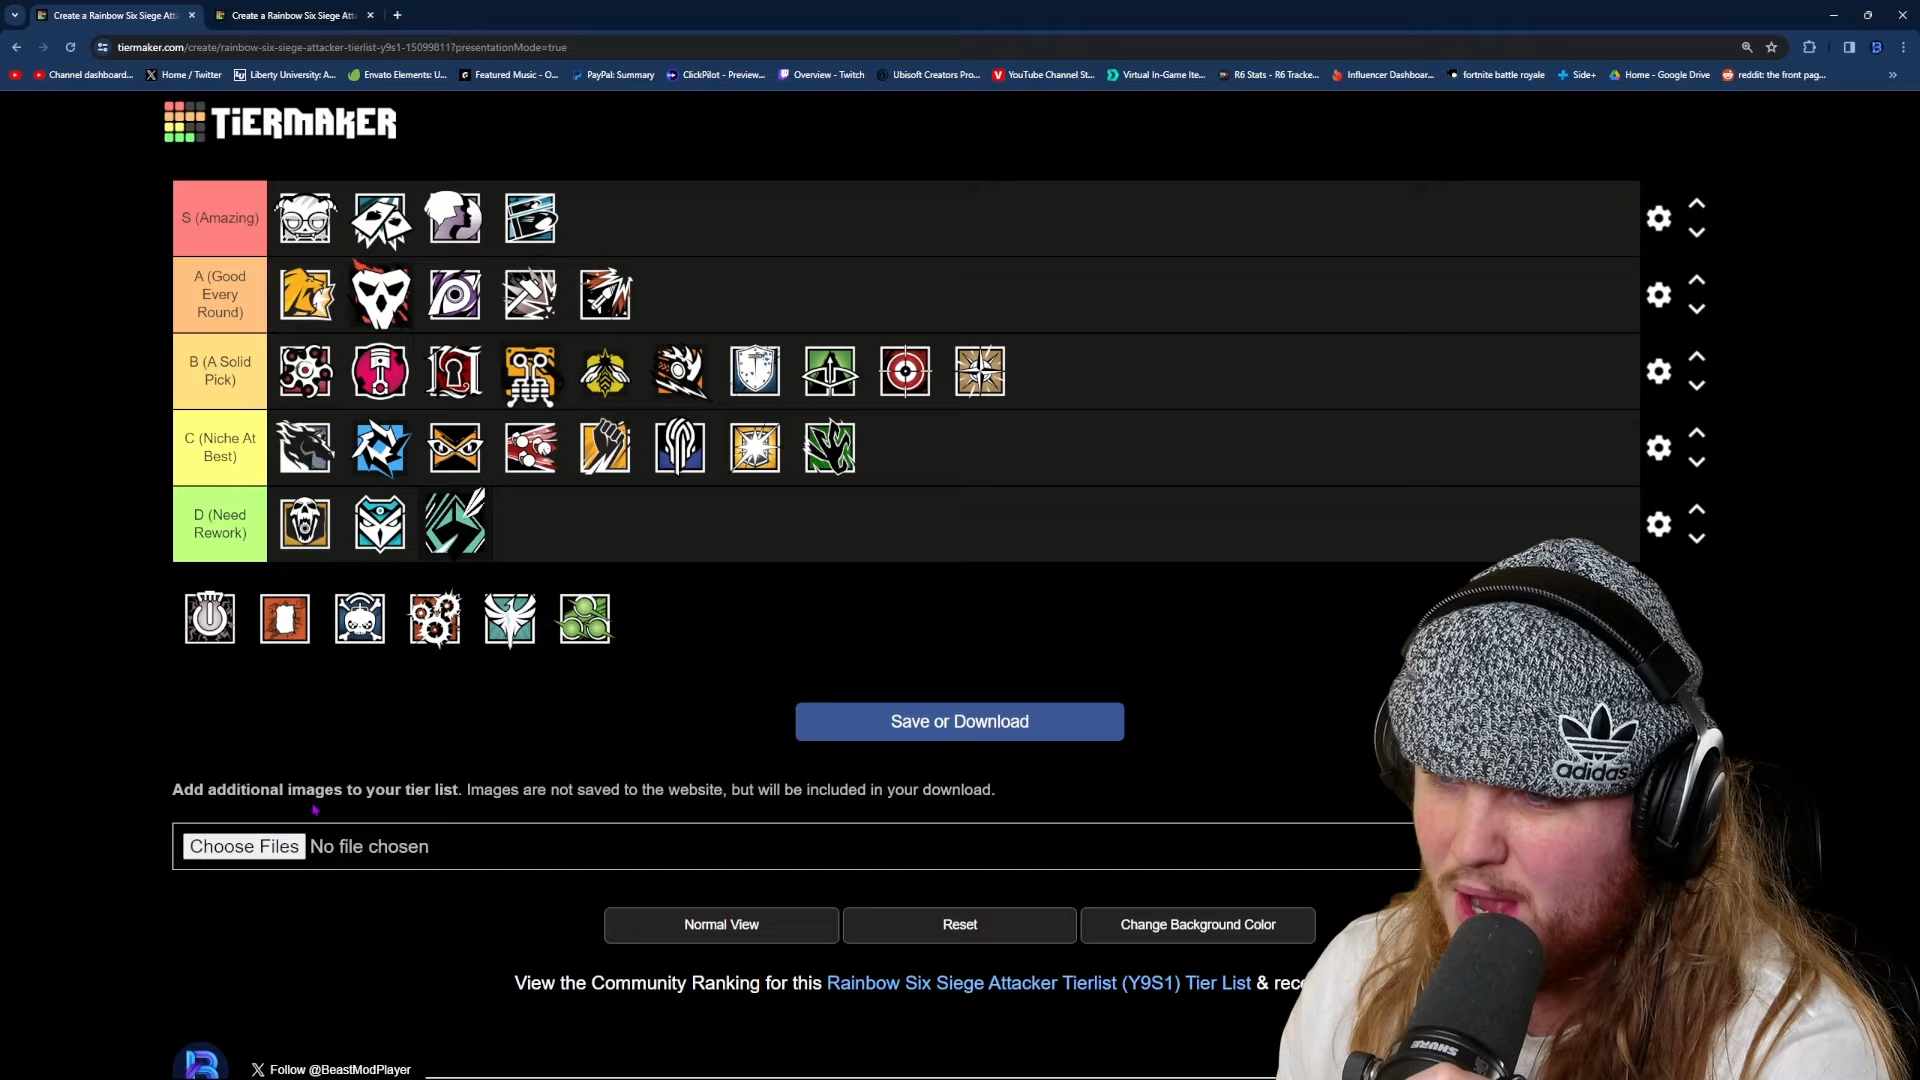 Create a Rainbow Six Siege Att
Create a Rainbow Six Siege Att
tiermaker.com/create/rainbow-six-siege-attacker-tierlist-y9s1-15099811?presentationMode=true
Channel dashboard... Home / Twitter Liberty University: A... Envato Elements: U... Featured Music - O... PayPal: Summary ClickPilot - Preview... Overview - Twitch Ubisoft Creators Pro... YouTube Channel St... Virtual In-Game Ite... R6 Stats - R6 Tracke... Influencer Dashboar... fortnite battle royale Side+ Home - Google Drive reddit: the front pag...
TiERMAKER
S (Amazing)
A (Good
Every
Round)
B (A Solid
Pick)
C (Niche At
Best)
D (Need
Rework)
Save or Download
Add additional images to your tier list. Images are not saved to the website, but will be included in your download.
Choose Files No file chosen
Normal View Reset Change Background Color
View the Community Ranking for this Rainbow Six Siege Attacker Tierlist (Y9S1) Tier List & rec
Follow @BeastModPlayer
adidas
SHURE